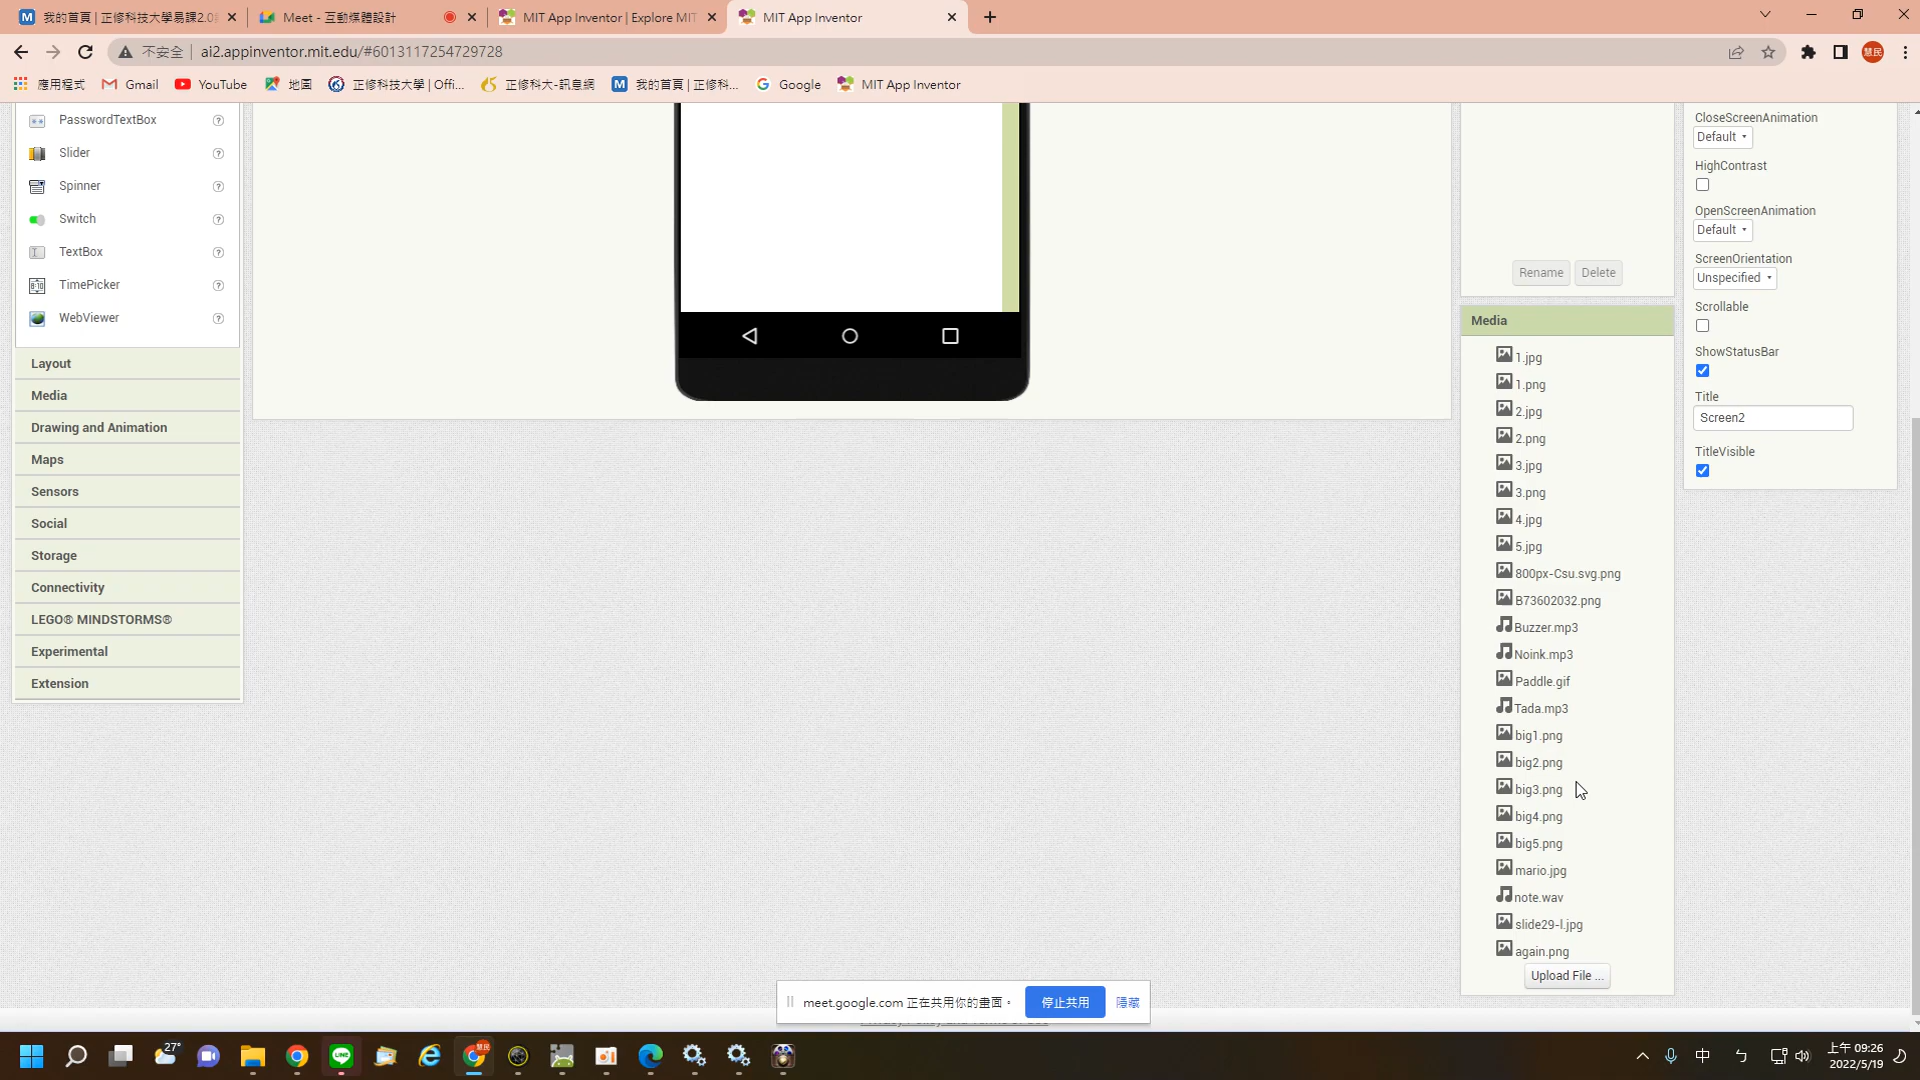 我的首頁 | 正修科技大學易課2.0
Meet - 互動媒體設計
MIT App Inventor | Explore MIT
MIT App Inventor
不安全
ai2.appinventor.mit.edu/#6013117254729728
慧民
應用程式
Gmail
YouTube
地圖
正修科技大學 | Offi...
正修科大-訊息網
我的首頁 | 正修科...
Google
MIT App Inventor
PasswordTextBox
Slider
Spinner
Switch
TextBox
TimePicker
WebViewer
Layout
Media
Drawing and Animation
Maps
Sensors
Social
Storage
Connectivity
LEGO® MINDSTORMS®
Experimental
Extension
Rename
Delete
Media
1.jpg
1.png
2.jpg
2.png
3.jpg
3.png
4.jpg
5.jpg
800px-Csu.svg.png
B73602032.png
Buzzer.mp3
Noink.mp3
Paddle.gif
Tada.mp3
big1.png
big2.png
big3.png
big4.png
big5.png
mario.jpg
note.wav
slide29-l.jpg
again.png
Upload File ...
CloseScreenAnimation
Default
HighContrast
OpenScreenAnimation
Default
ScreenOrientation
Unspecified
Scrollable
ShowStatusBar
Title
Screen2
TitleVisible
meet.google.com 正在共用你的畫面。
停止共用
隱藏
27°
LINE
中
上午 09:26
2022/5/19